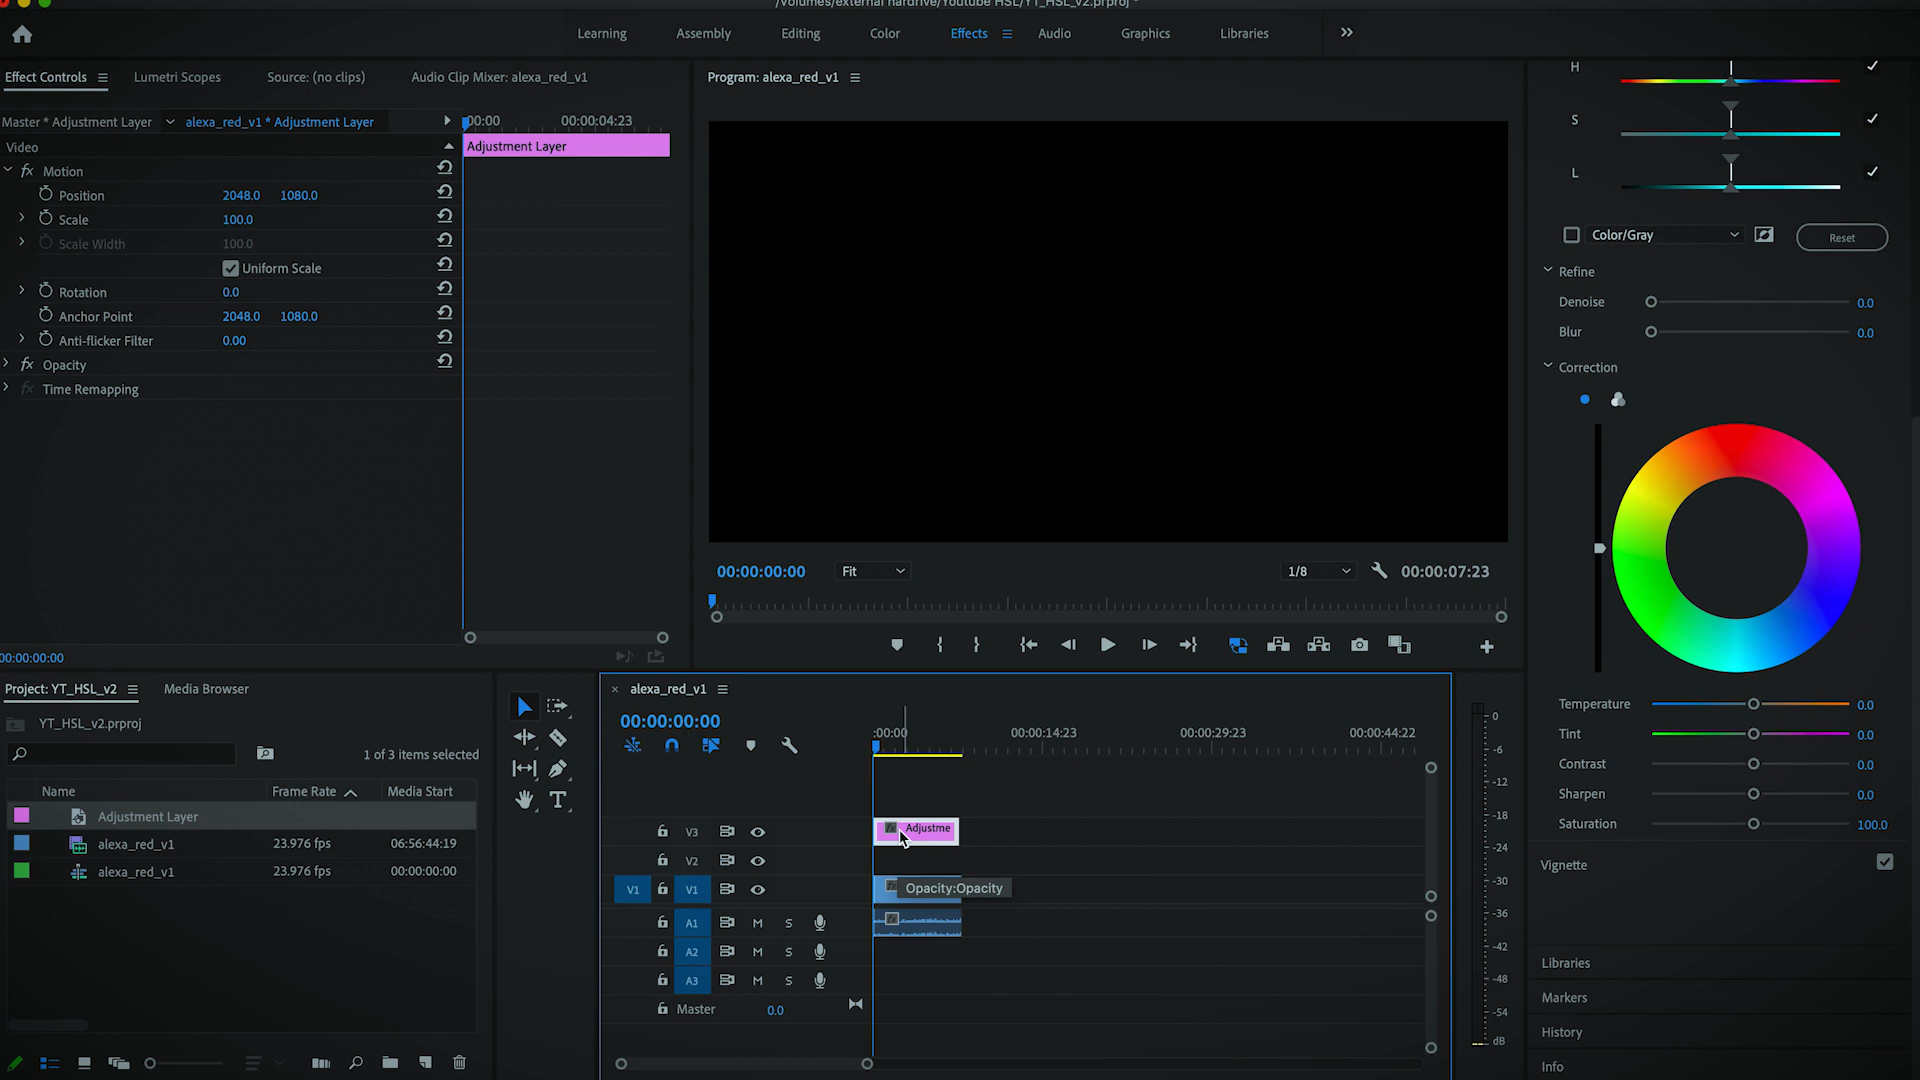 /Volumes/external hardrive/Youtube HSL/YT_HSL_v2.prproj *
Learning Assembly Editing Color Effects Audio Graphics Libraries
Effect Controls Lumetri Scopes Source: (no clips) Audio Clip Mixer: alexa_red_v1
Master * Adjustment Layer alexa_red_v1 * Adjustment Layer
:00:00 00:00:04:23
Video
Adjustment Layer
fx Motion
Position 2048.0 1080.0
Scale 100.0
Scale Width 100.0
Uniform Scale
Rotation 0.0
Anchor Point 2048.0 1080.0
Anti-flicker Filter 0.00
fx Opacity
fx Time Remapping
00:00:00:00
Program: alexa_red_v1
00:00:00:00 Fit 1/8 00:00:07:23
H
S
L
Color/Gray Reset
Refine
Denoise 0.0
Blur 0.0
Correction
Temperature 0.0
Tint 0.0
Contrast 0.0
Sharpen 0.0
Saturation 100.0
Vignette
Libraries
Markers
History
Info
Project: YT_HSL_v2 Media Browser
YT_HSL_v2.prproj
1 of 3 items selected
Name Frame Rate Media Start
Adjustment Layer
alexa_red_v1 23.976 fps 06:56:44:19
alexa_red_v1 23.976 fps 00:00:00:00
T
× alexa_red_v1
00:00:00:00
:00:00 00:00:14:23 00:00:29:23 00:00:44:22
V3 fx Adjustme
V2
V1 V1 fx Opacity:Opacity
A1 M S fx
A2 M S
A3 M S
Master 0.0
0
-6
-12
-18
-24
-30
-36
-42
-48
-54
dB